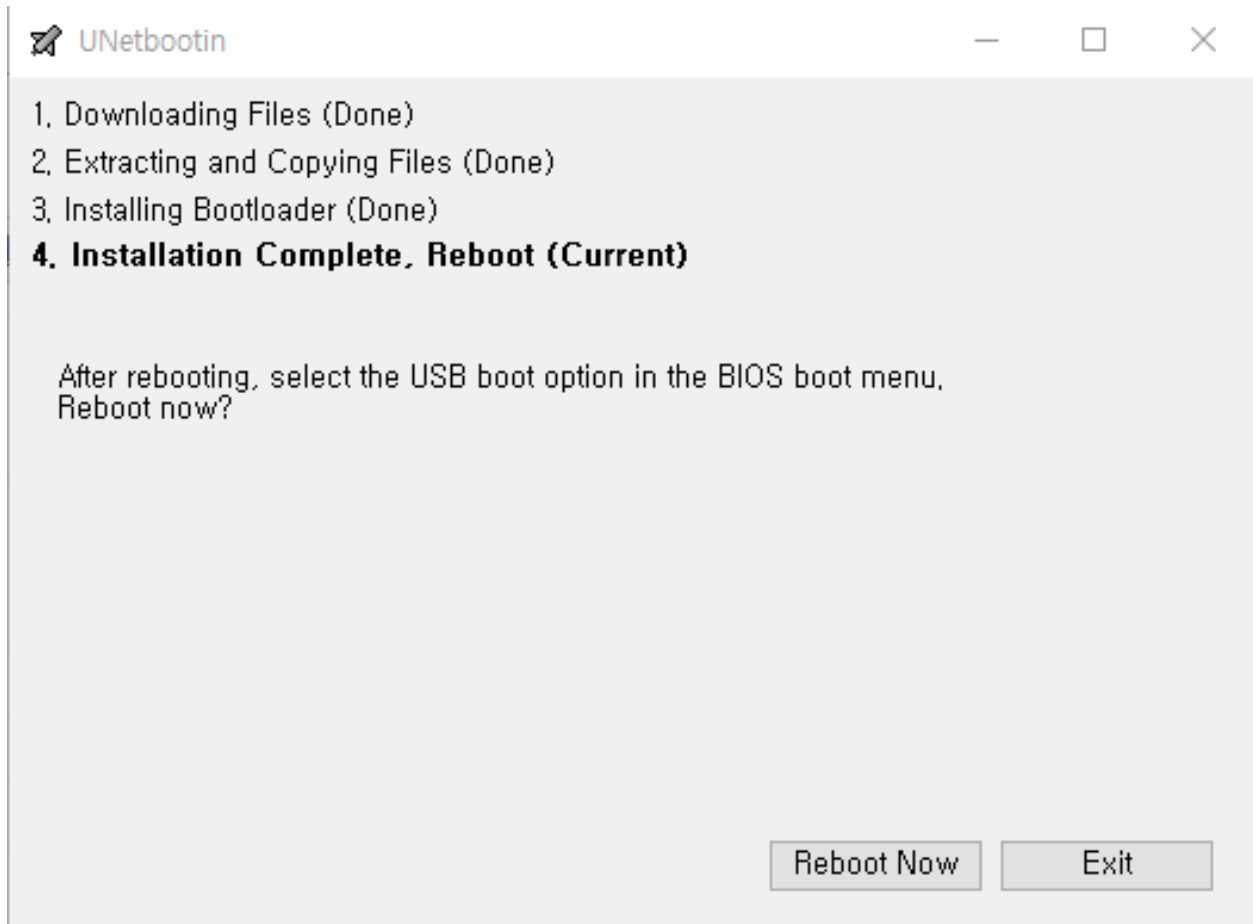 UNetbootin
1. Downloading Files (Done)
2. Extracting and Copying Files (Done)
3. Installing Bootloader (Done)
4. Installation Complete, Reboot (Current)
After rebooting, select the USB boot option in the BIOS boot menu.
Reboot now?
Reboot Now
Exit